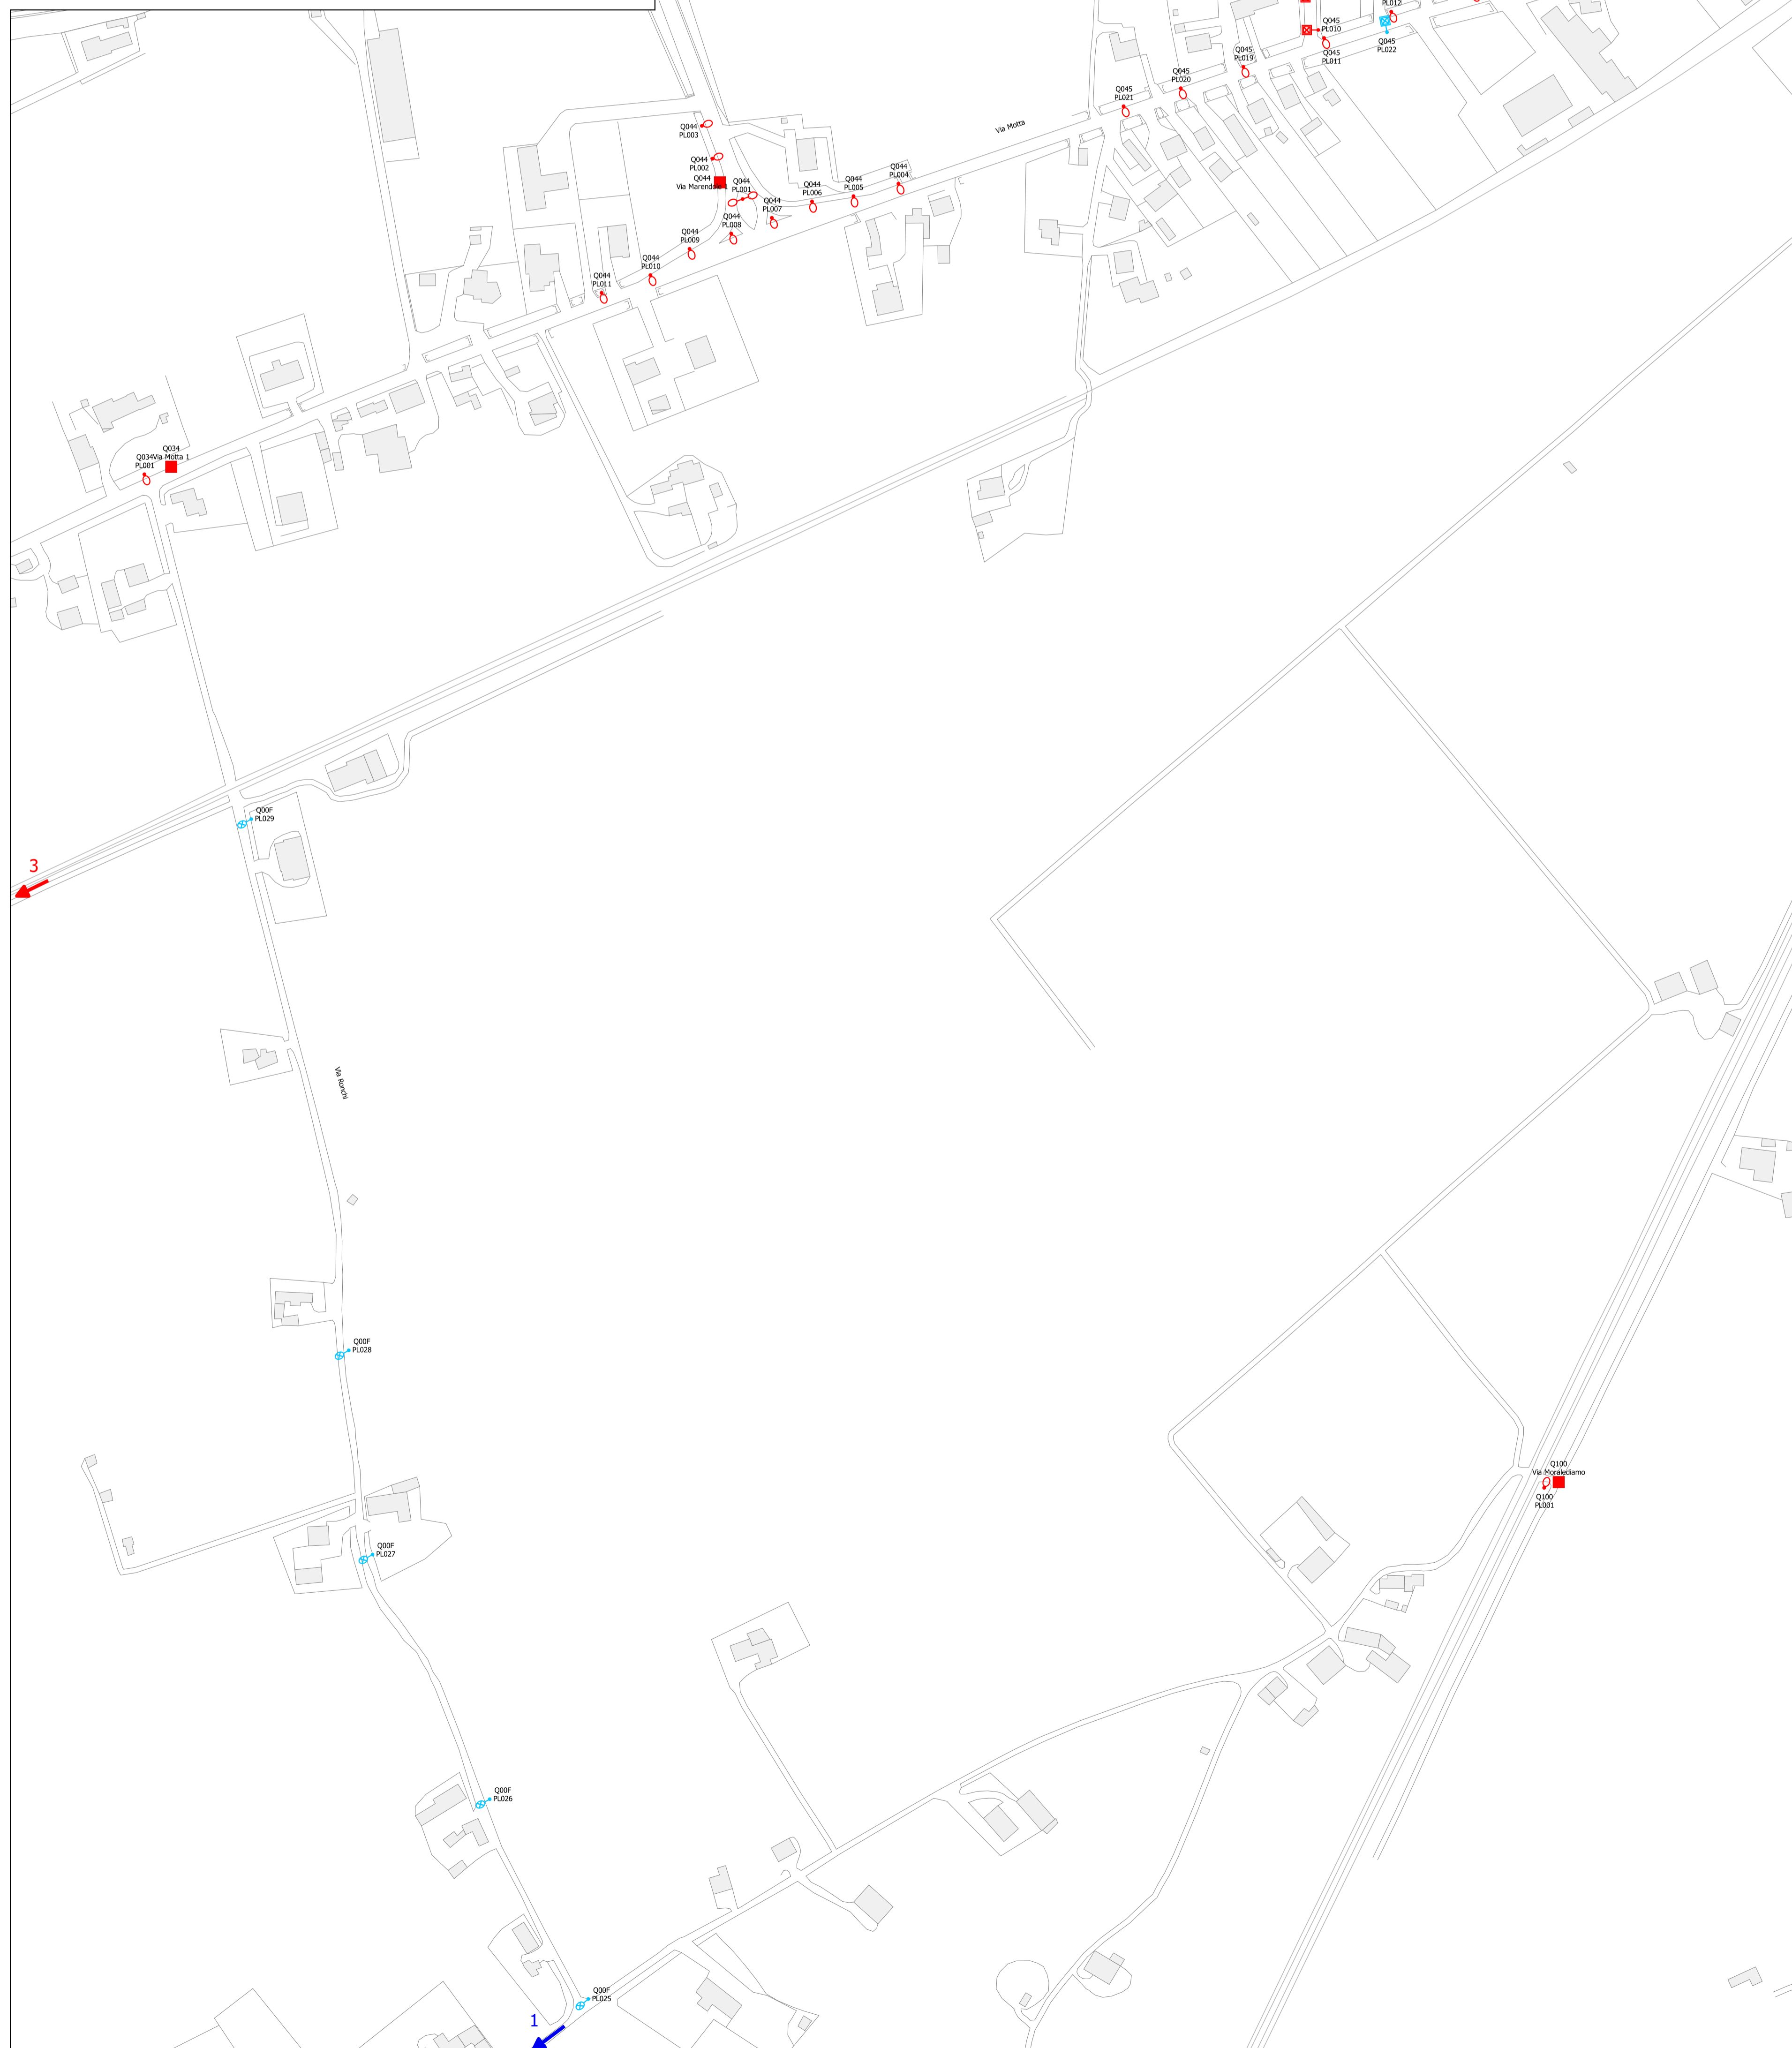 PL012
Q045
PL010
Q045
PL011
Q045
PL022
Q045
PL019
Q045
PL020
Q045
PL021
Via Motta
Q044
PL003
Q044
PL002
Q044
Via Marendole 1
Q044
PL001
Q044
PL004
Q044
PL005
Q044
PL006
Q044
PL007
Q044
PL008
Q044
PL009
Q044
PL010
Q044
PL011
Q034
Via Motta 1
Q034
PL001
Q00F
PL029
3
Via Ronchi
Q00F
PL028
Q100
Via Moralediamo
Q100
PL001
Q00F
PL027
Q00F
PL026
Q00F
PL025
1